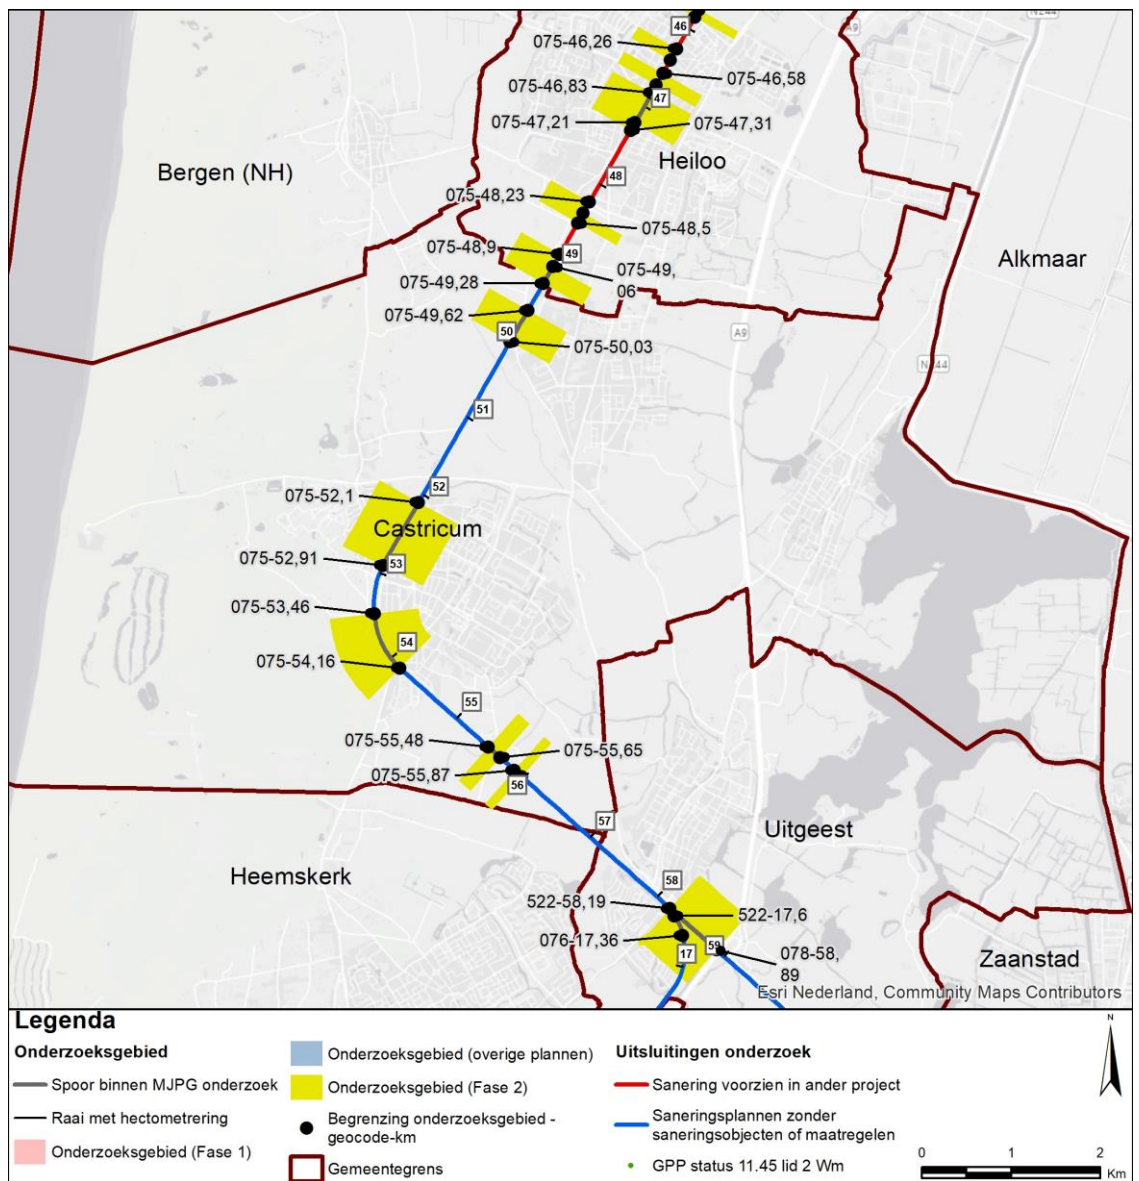 N244
46
A9
075-46,26
075-46,58
075-46,83
47
075-47,21
075-47,31
Heiloo
Bergen (NH)
48
075-48,23
075-48,5
075-48,9
49
Alkmaar
075-49,28
075-49,
06
075-49,62
50
075-50,03
A9
N244
51
52
075-52,1
Castricum
075-52,91
53
075-53,46
54
075-54,16
55
075-55,48
075-55,65
075-55,87
56
57
Uitgeest
Heemskerk
58
522-58,19
522-17,6
076-17,36
59
17
078-58,
89
Zaanstad
Esri Nederland, Community Maps Contributors
Legenda
Onderzoeksgebied
Spoor binnen MJPG onderzoek
Raai met hectometrering
Onderzoeksgebied (Fase 1)
Onderzoeksgebied (overige plannen)
Onderzoeksgebied (Fase 2)
Begrenzing onderzoeksgebied -
geocode-km
Gemeentegrens
Uitsluitingen onderzoek
Sanering voorzien in ander project
Saneringsplannen zonder
saneringsobjecten of maatregelen
GPP status 11.45 lid 2 Wm
N
0 1 2
Km